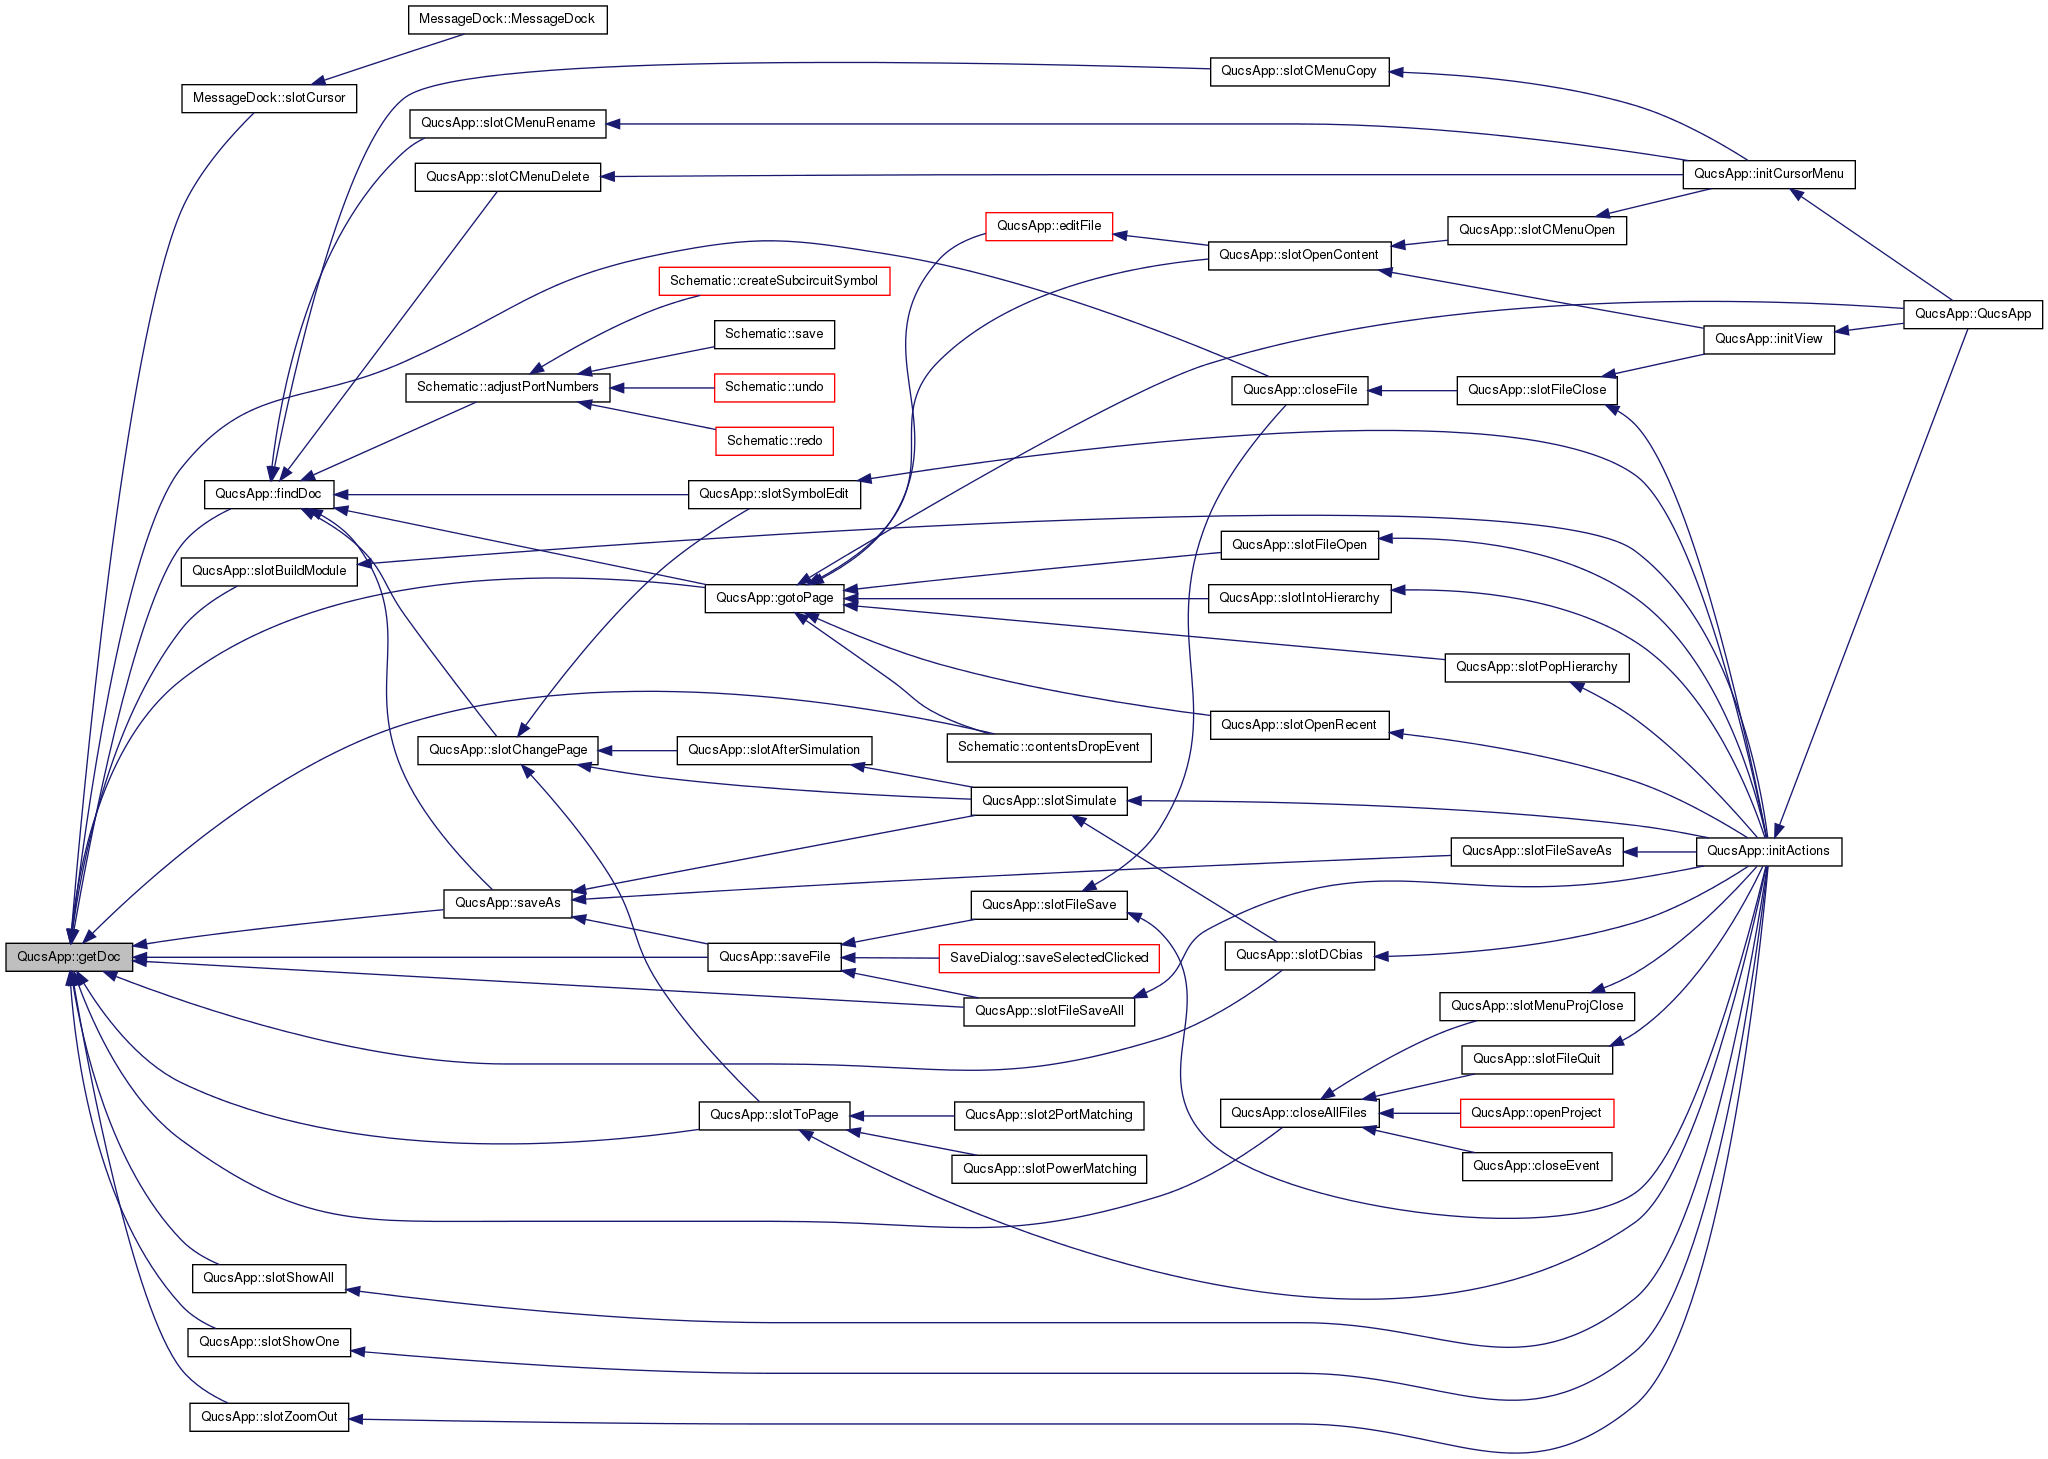 MessageDock::MessageDock
QucsApp::slotCMenuCopy
MessageDock::slotCursor
QucsApp::slotCMenuRename
QucsApp::slotCMenuDelete
QucsApp::initCursorMenu
QucsApp::editFile
QucsApp::slotCMenuOpen
QucsApp::slotOpenContent
Schematic::createSubcircuitSymbol
QucsApp::QucsApp
Schematic::save
QucsApp::initView
Schematic::adjustPortNumbers
Schematic::undo
QucsApp::closeFile
QucsApp::slotFileClose
Schematic::redo
QucsApp::findDoc
QucsApp::slotSymbolEdit
QucsApp::slotFileOpen
QucsApp::slotBuildModule
QucsApp::gotoPage
QucsApp::slotIntoHierarchy
QucsApp::slotPopHierarchy
QucsApp::slotOpenRecent
QucsApp::slotChangePage
QucsApp::slotAfterSimulation
Schematic::contentsDropEvent
QucsApp::slotSimulate
QucsApp::slotFileSaveAs
QucsApp::initActions
QucsApp::saveAs
QucsApp::slotFileSave
QucsApp::getDoc
QucsApp::saveFile
SaveDialog::saveSelectedClicked
QucsApp::slotDCbias
QucsApp::slotFileSaveAll
QucsApp::slotMenuProjClose
QucsApp::slotFileQuit
QucsApp::slotToPage
QucsApp::slot2PortMatching
QucsApp::closeAllFiles
QucsApp::openProject
QucsApp::slotPowerMatching
QucsApp::closeEvent
QucsApp::slotShowAll
QucsApp::slotShowOne
QucsApp::slotZoomOut